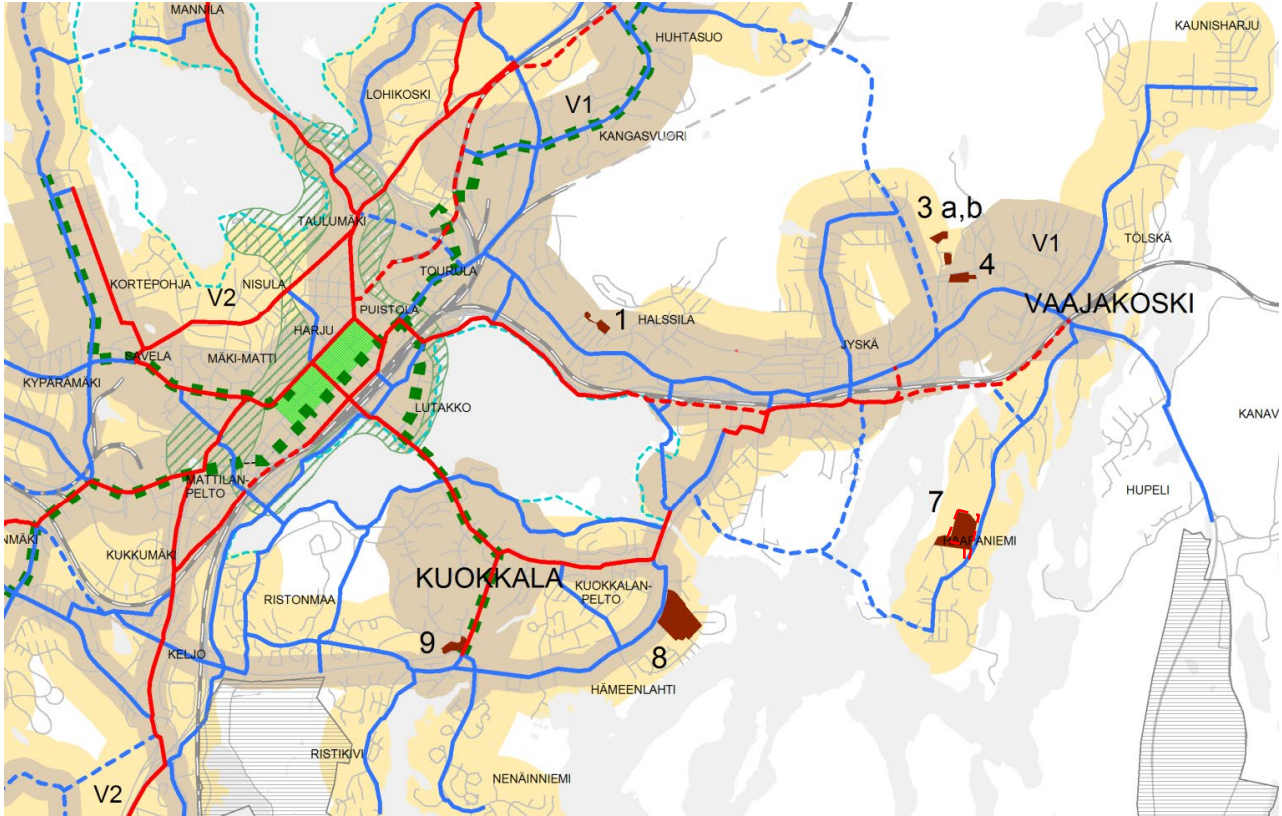 MANNILA
KAUNISHARJU
HUHTASUO
LOHIKOSKI
V1
KANGASVUORI
3 a,b
TAULUMÄKI
V1
TÖLSKÄ
4
TOURULA
KORTEPOHJA
NISULA
V2
PUISTOLA
VAAJAKOSKI
1
HALSSILA
HARJU
JYSKÄ
SAVELA
MÄKI-MATTI
KYPÄRÄMÄKI
LUTAKKO
KANAV
MATTILAN-
PELTO
HUPELI
7
NMÄKI
HAAPANIEMI
KUKKUMÄKI
KUOKKALA
KUOKKALAN-
PELTO
RISTONMAA
9
KELJO
8
HÄMEENLAHTI
RISTIKIVI
NENÄINNIEMI
V2